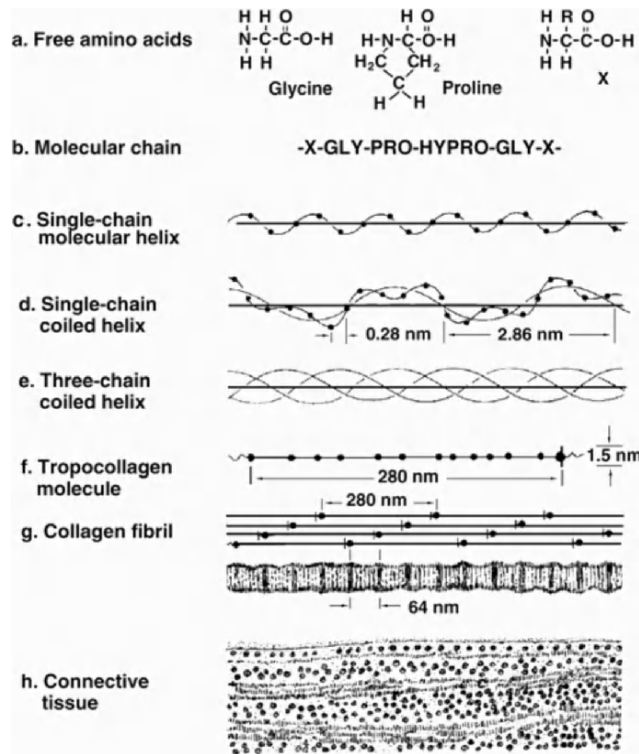 H H O
a. Free amino acids
N-C-C-O-H
H H
Glycine
H O
H-N-C-C-O-H
CH₂ CH₂
C
H H
Proline
H R O
N-C-C-O-H
H H
X
b. Molecular chain
-X-GLY-PRO-HYPRO-GLY-X-
c. Single-chain
molecular helix
d. Single-chain
coiled helix
0.28 nm
2.86 nm
e. Three-chain
coiled helix
f. Tropocollagen
molecule
1.5 nm
280 nm
280 nm
g. Collagen fibril
64 nm
h. Connective
tissue